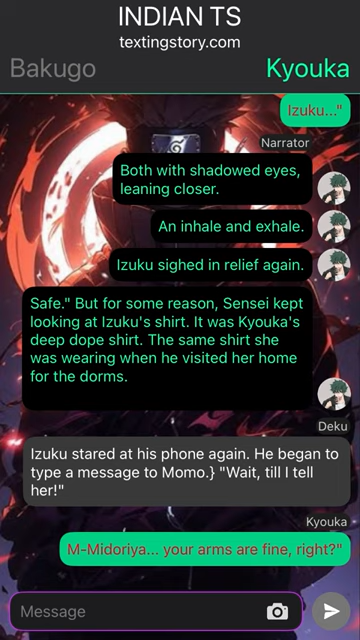 INDIAN TS
textingstory.com
Bakugo
Kyouka
Izuku..."
Narrator
Both with shadowed eyes,
leaning closer.
An inhale and exhale.
Izuku sighed in relief again.
Safe." But for some reason, Sensei kept
looking at Izuku's shirt. It was Kyouka's
deep dope shirt. The same shirt she
was wearing when he visited her home
for the dorms.
Deku
Izuku stared at his phone again. He began to
type a message to Momo.} "Wait, till I tell
her!"
Kyouka
M-Midoriya... your arms are fine, right?"
Message